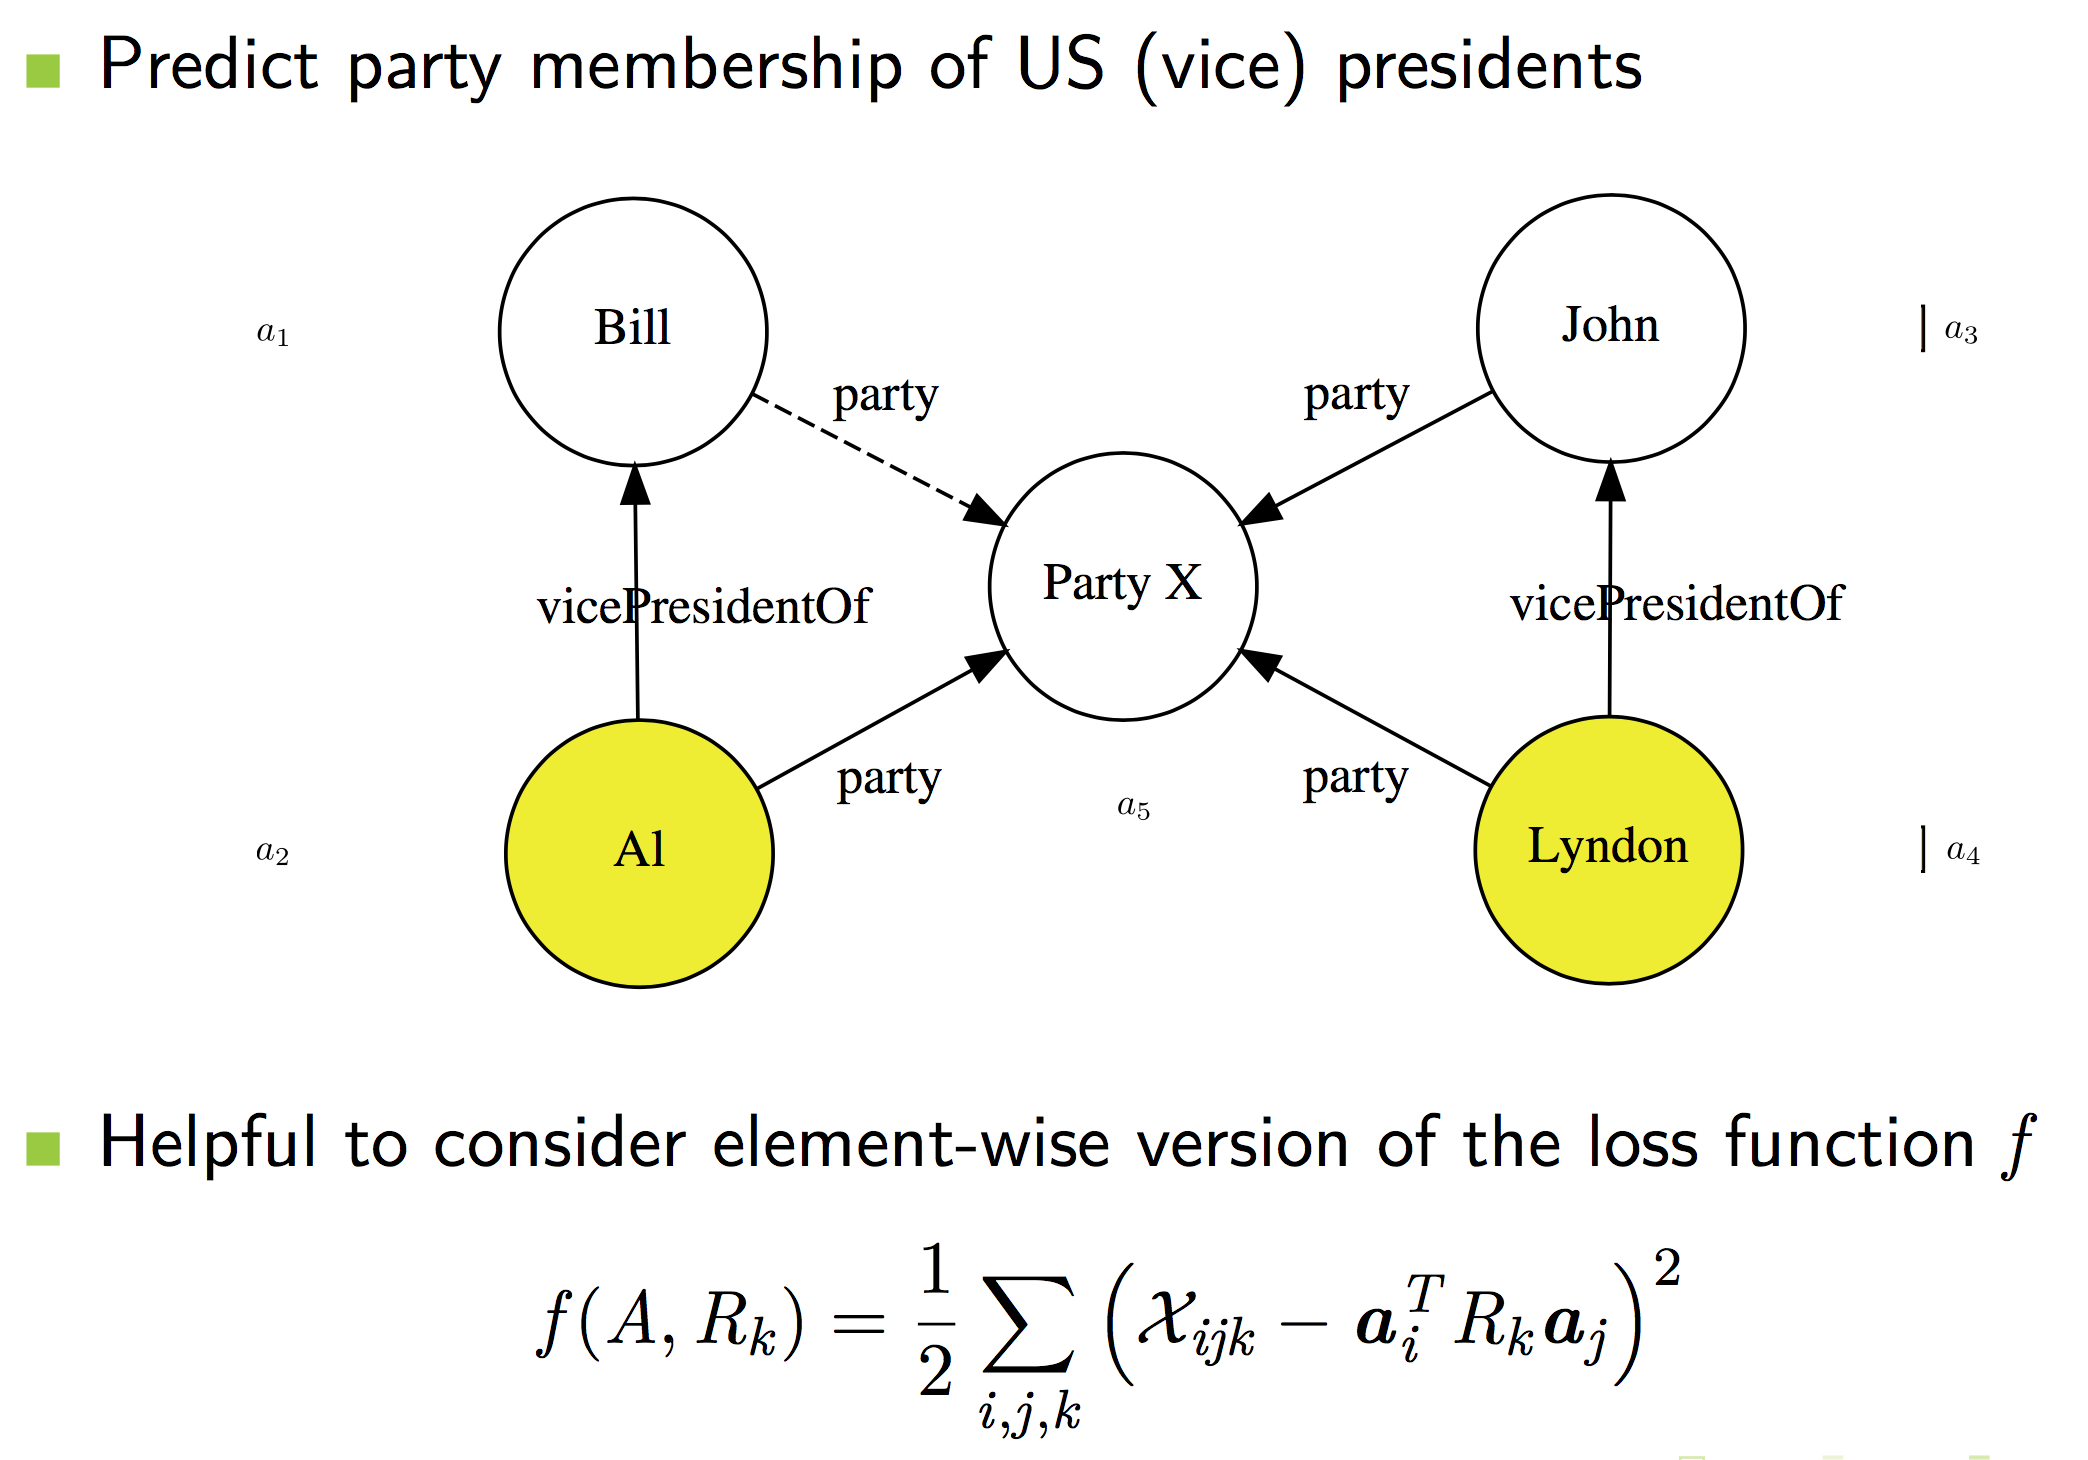 Predict party membership of US (vice) presidents
a₁ Bill John a₃
party party
Party X
vicePresidentOf vicePresidentOf
party a₅ party
a₂ Al Lyndon a₄
Helpful to consider element-wise version of the loss function f
f(A, Rₖ) = 1/2 ∑_{i,j,k} (𝒳_{ijk} − a_i^T R_k a_j)^2